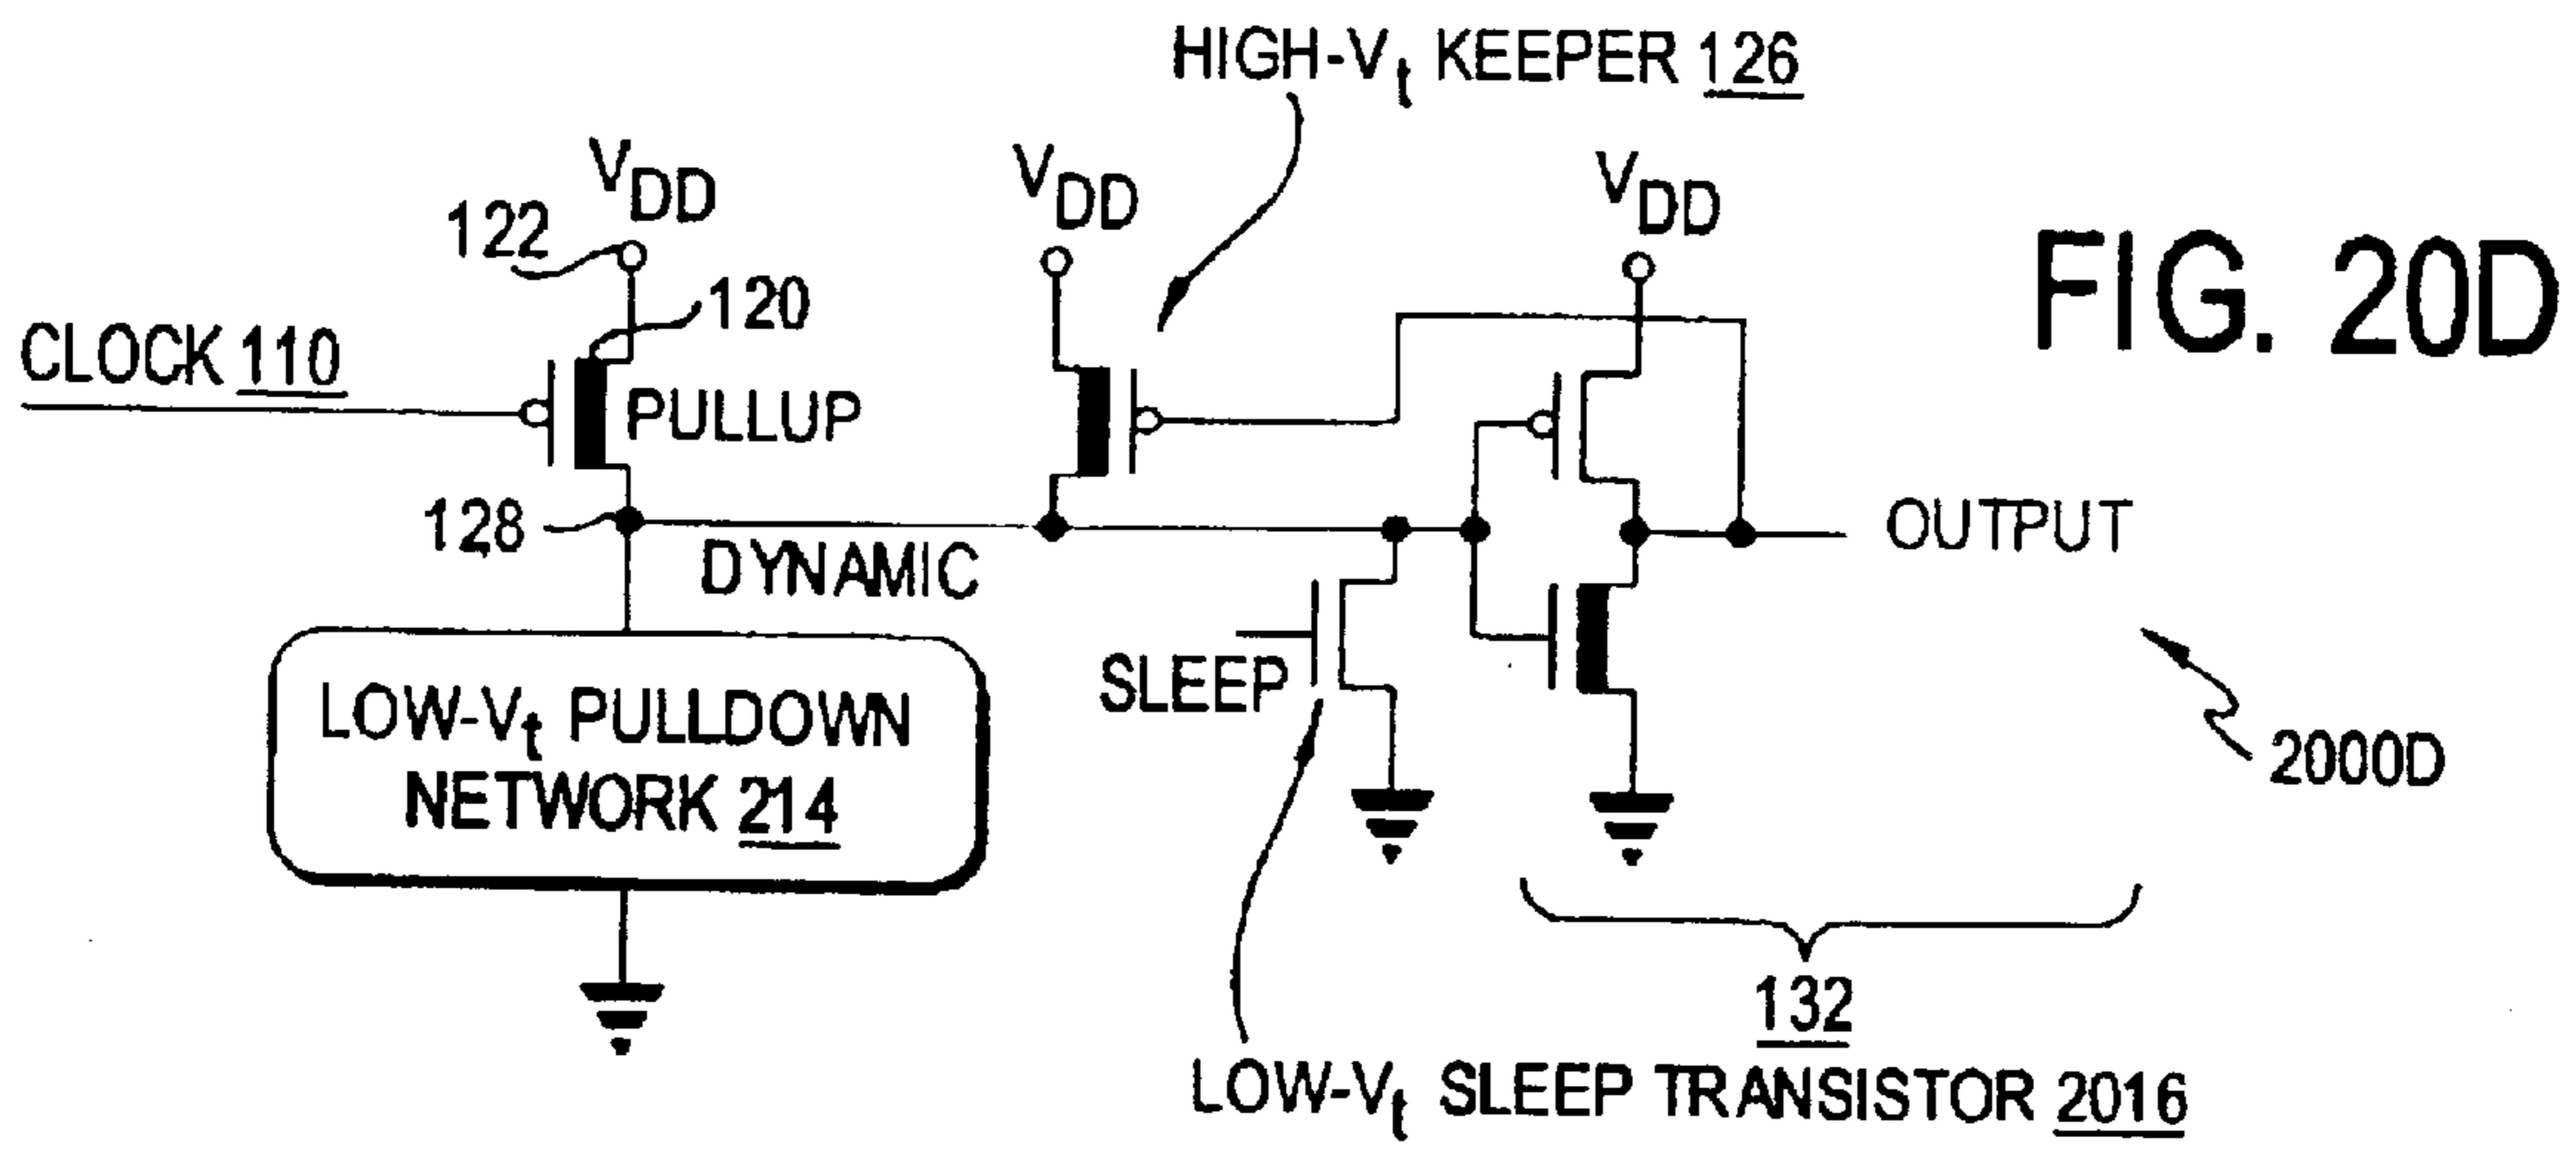 HIGH-Vt KEEPER 126
VDD
VDD
VDD
122
120
FIG. 20D
CLOCK 110
PULLUP
128
DYNAMIC
OUTPUT
SLEEP
LOW-Vt PULLDOWN
NETWORK 214
2000D
132
LOW-Vt SLEEP TRANSISTOR 2016